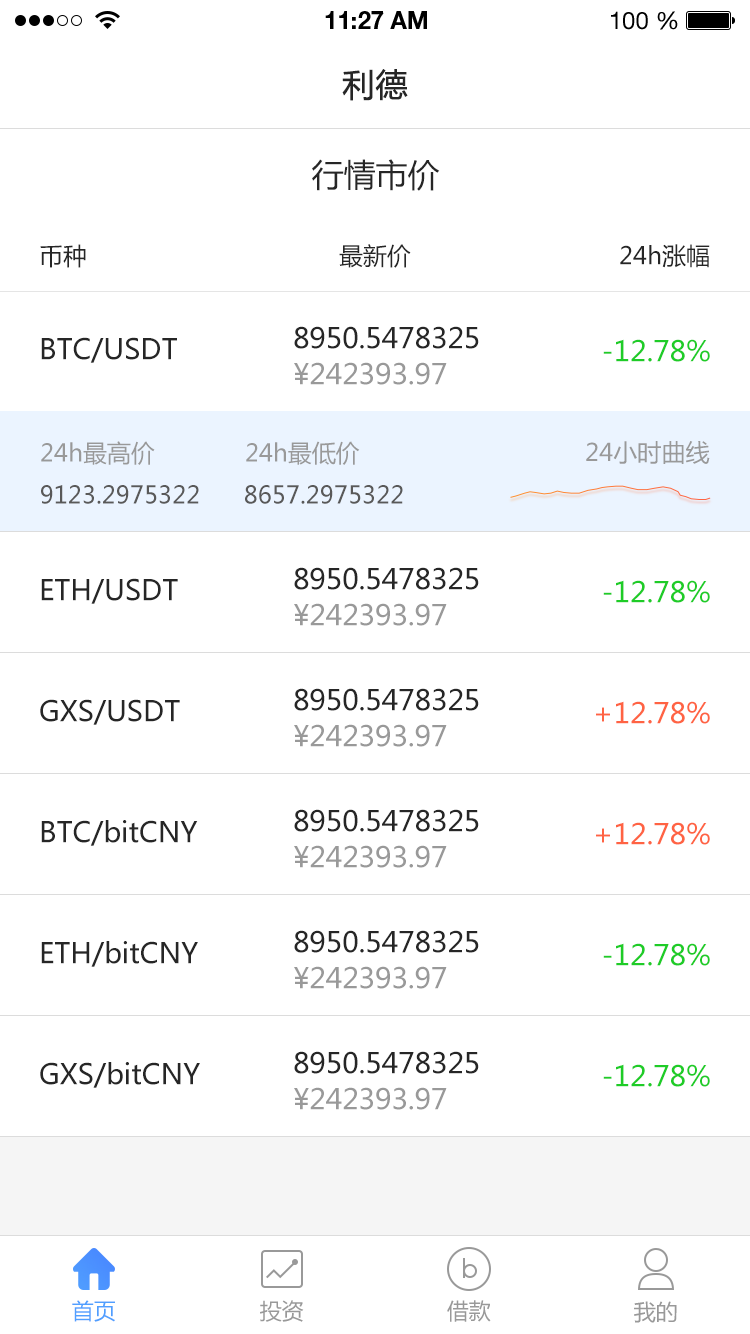 11:27 AM 100 %
利德
行情市价
币种 最新价 24h涨幅
BTC/USDT 8950.5478325 -12.78%
¥242393.97
24h最高价 24h最低价 24小时曲线
9123.2975322 8657.2975322
ETH/USDT 8950.5478325 -12.78%
¥242393.97
GXS/USDT 8950.5478325 +12.78%
¥242393.97
BTC/bitCNY 8950.5478325 +12.78%
¥242393.97
ETH/bitCNY 8950.5478325 -12.78%
¥242393.97
GXS/bitCNY 8950.5478325 -12.78%
¥242393.97
首页 投资 借款 我的